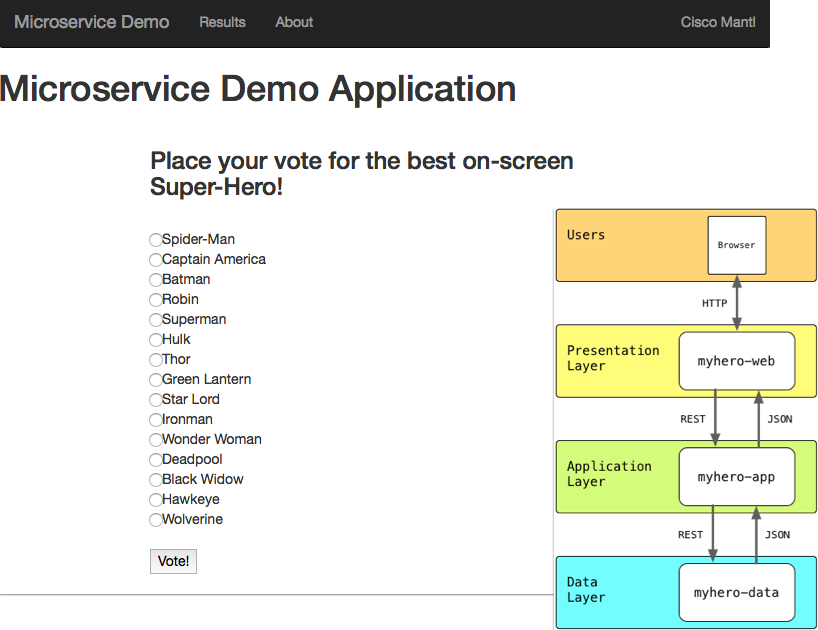 Microservice Demo Results About Cisco Mantl
Microservice Demo Application
Place your vote for the best on-screen
Super-Hero!
Spider-Man
Captain America
Batman
Robin
Superman
Hulk
Thor
Green Lantern
Star Lord
Ironman
Wonder Woman
Deadpool
Black Widow
Hawkeye
Wolverine
Vote!
Users
Browser
HTTP
Presentation
Layer
myhero-web
REST JSON
Application
Layer
myhero-app
REST JSON
Data
Layer
myhero-data